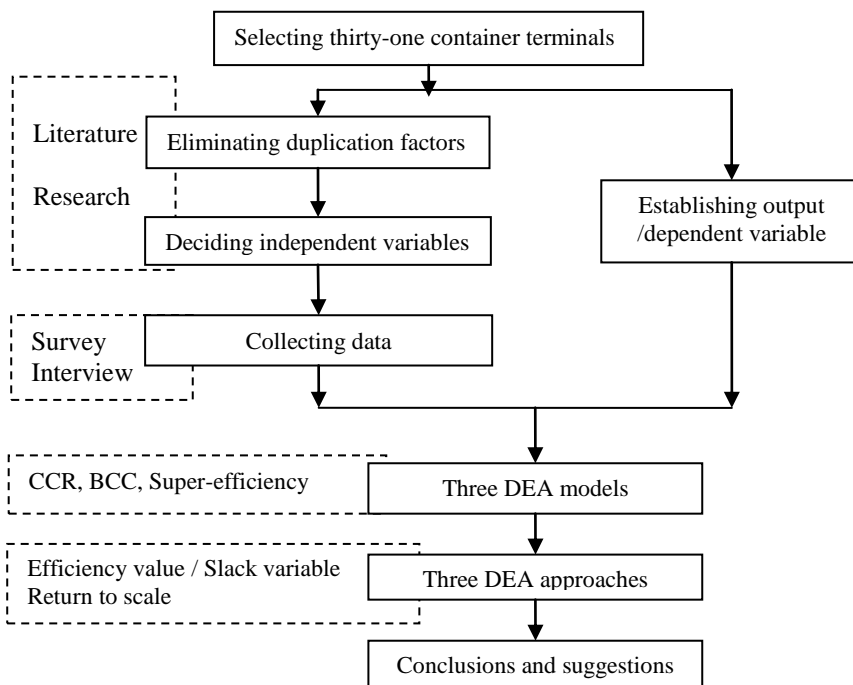 Selecting thirty-one container terminals
Literature
Research
Eliminating duplication factors
Deciding independent variables
Establishing output
/dependent variable
Survey
Interview
Collecting data
CCR, BCC, Super-efficiency
Three DEA models
Efficiency value / Slack variable
Return to scale
Three DEA approaches
Conclusions and suggestions